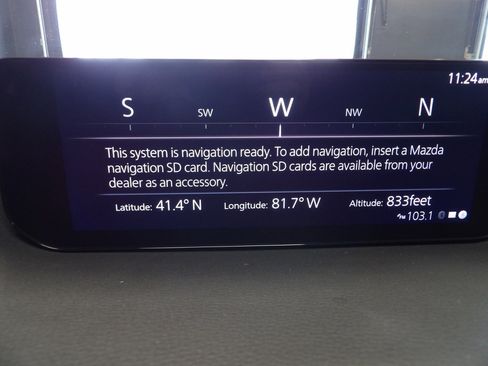 11:24am
S SW W NW N
This system is navigation ready. To add navigation, insert a Mazda
navigation SD card. Navigation SD cards are available from your
dealer as an accessory.
Latitude: 41.4° N Longitude: 81.7° W Altitude: 833feet
FM 103.1